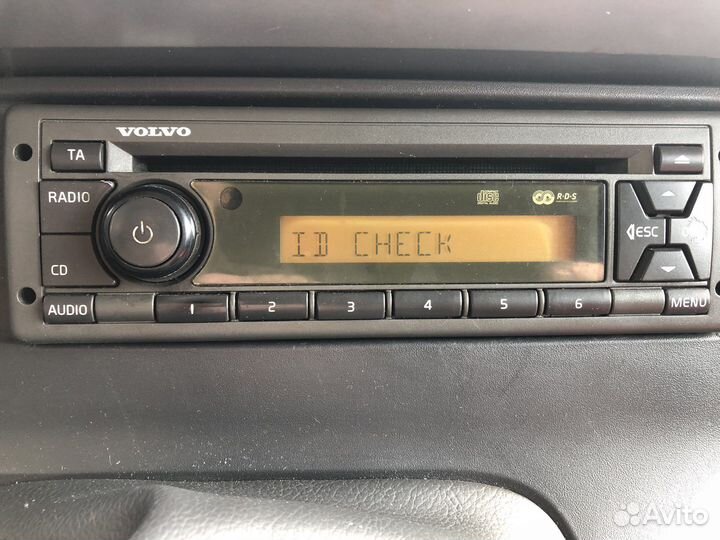 VOLVO
TA
RADIO
CD
R·D·S
ID CHECK
ESC
AUDIO
1
2
3
4
5
6
MENU
Avito